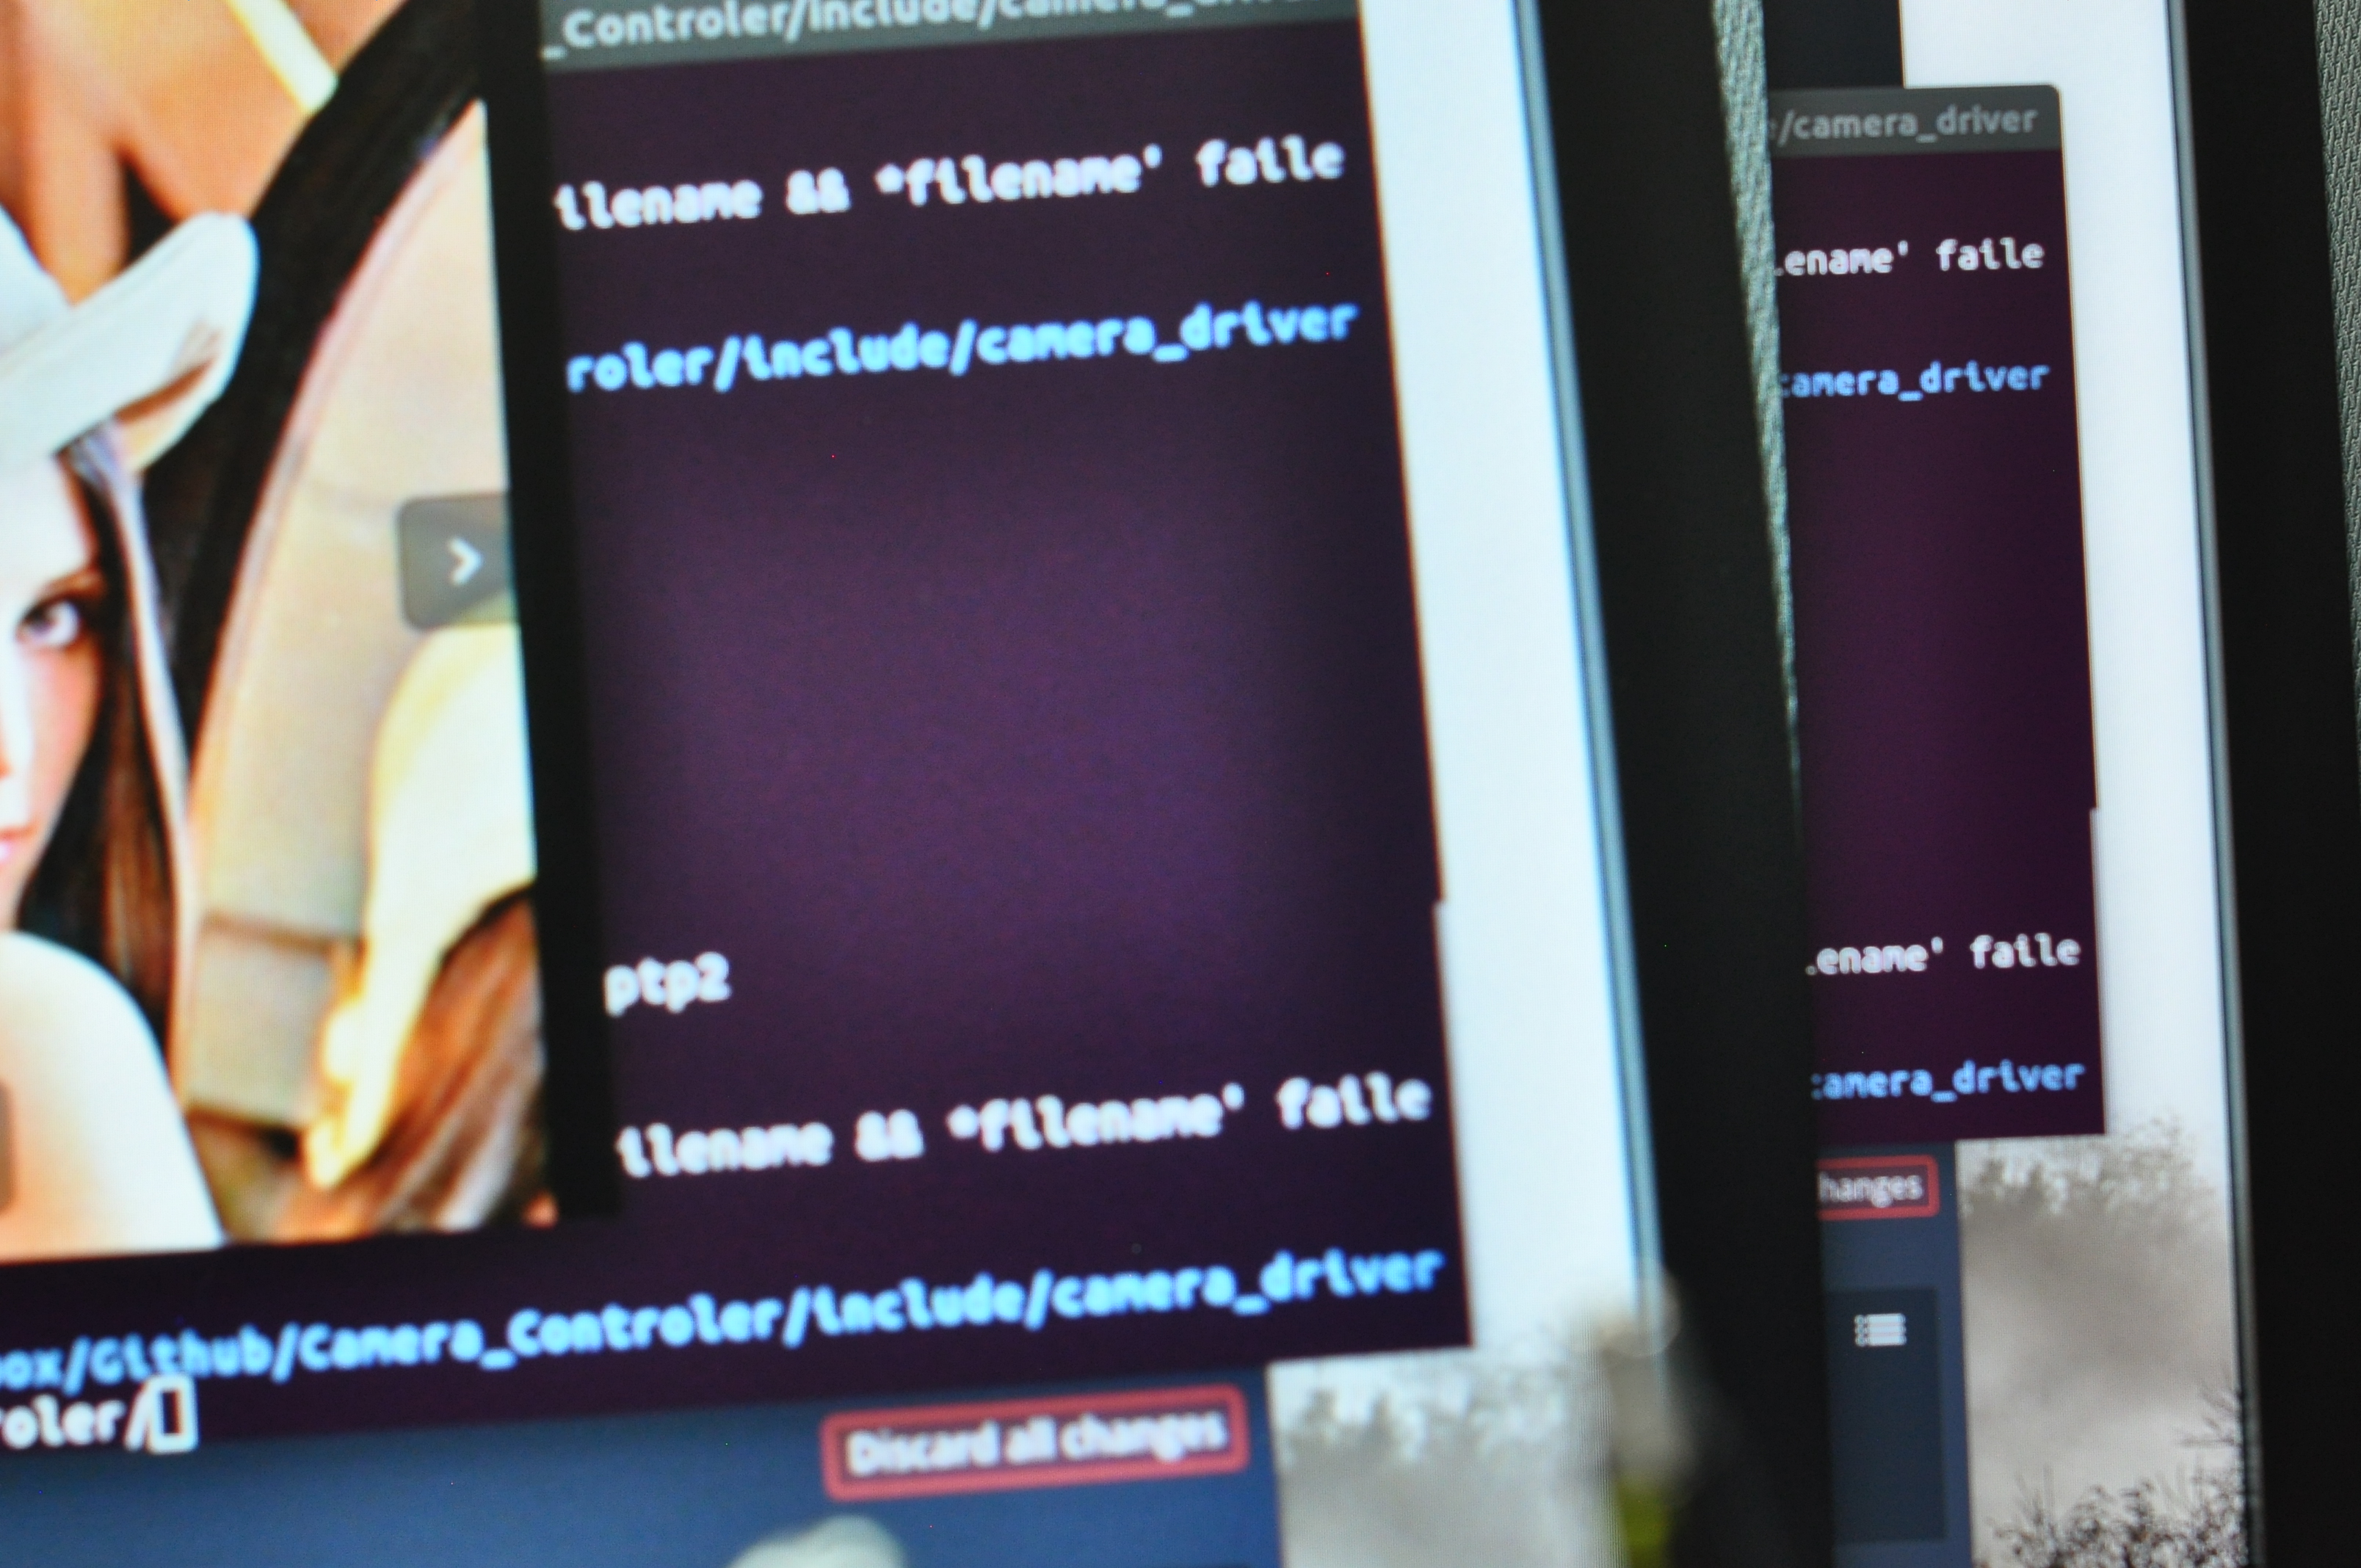 _Controler/include/camera_driver
ilename && *filename' faile
roler/include/camera_driver
ptp2
ilename && *filename' faile
ox/Github/Camera_Controler/include/camera_driver
roler/
Discard all changes
/camera_driver
ename' faile
camera_driver
ename' faile
camera_driver
hanges